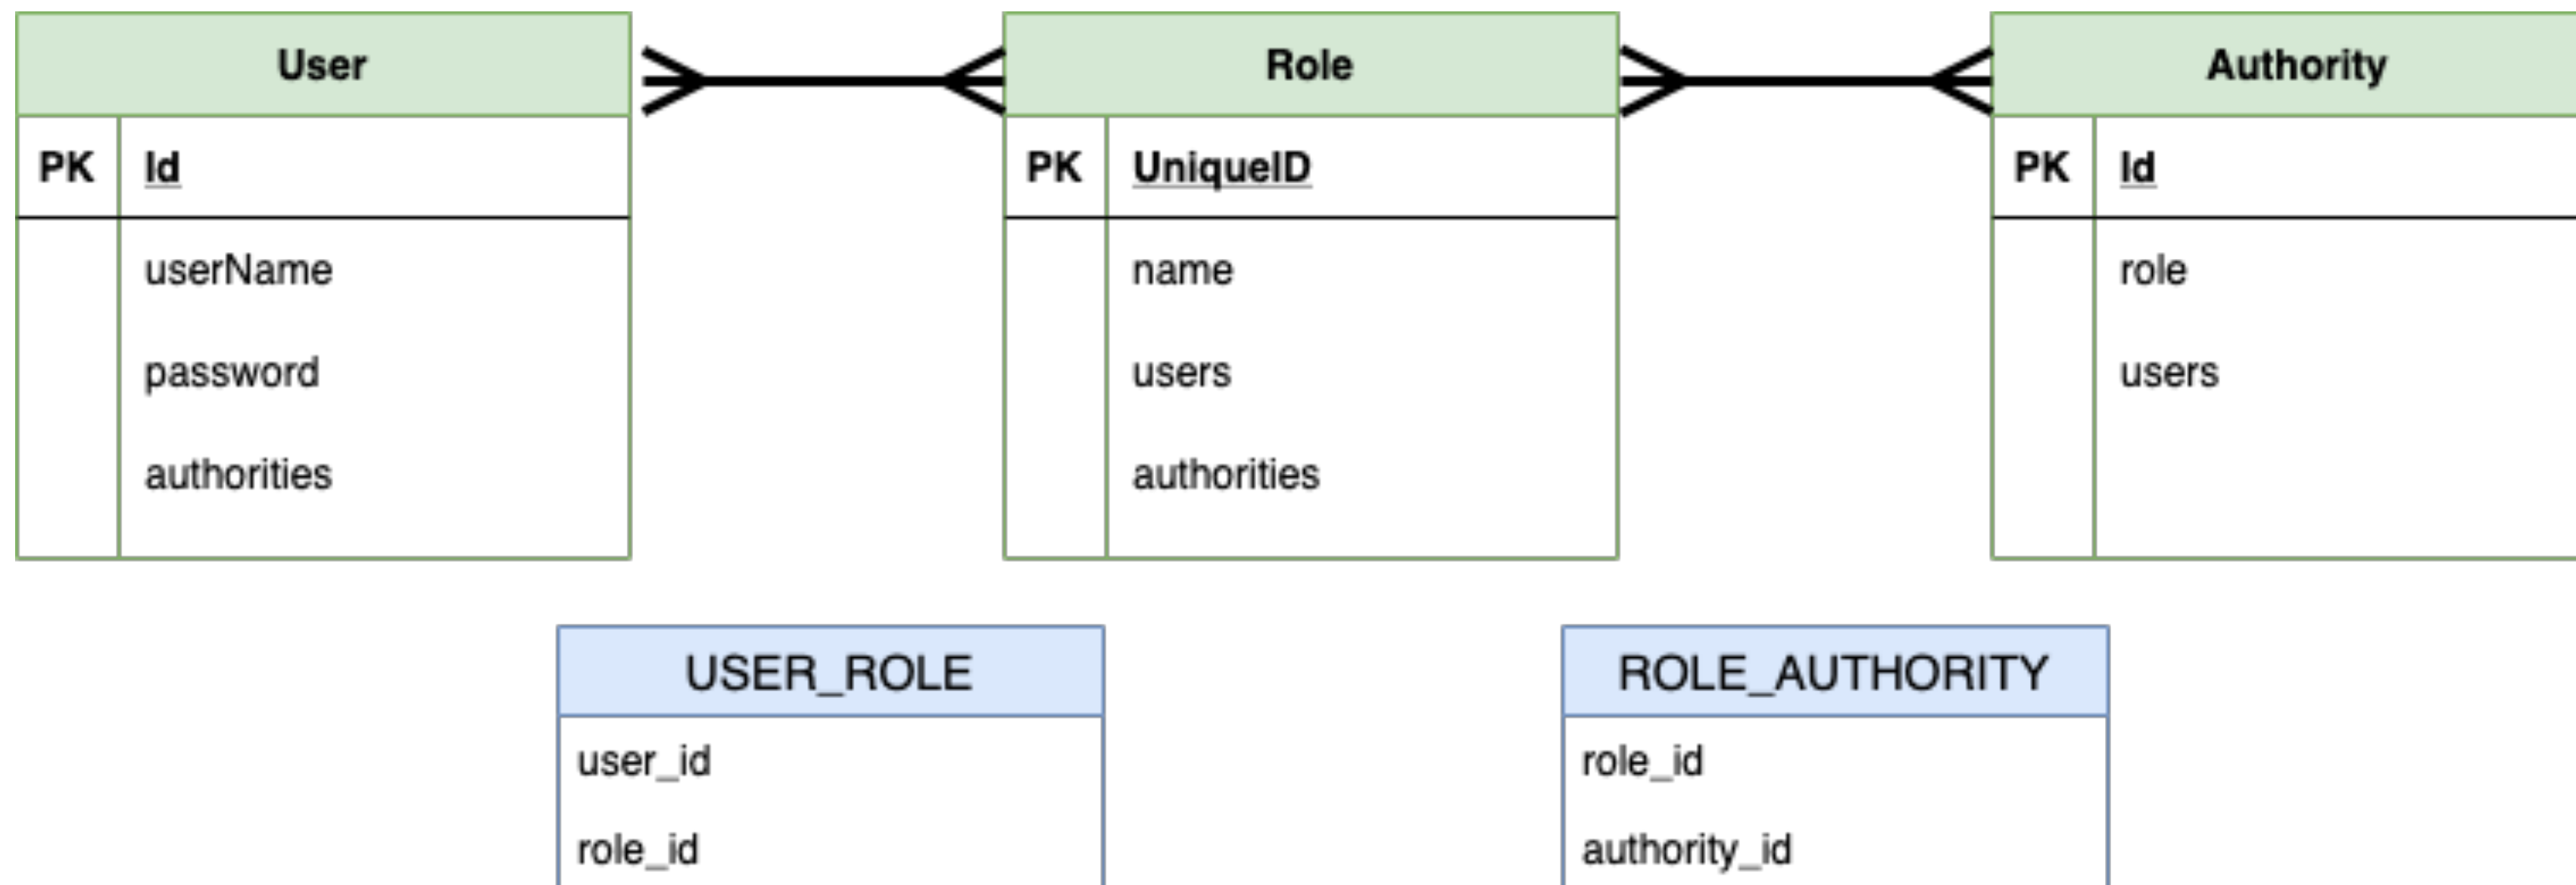 User
PK Id
userName
password
authorities
Role
PK UniqueID
name
users
authorities
Authority
PK Id
role
users
USER_ROLE
user_id
role_id
ROLE_AUTHORITY
role_id
authority_id